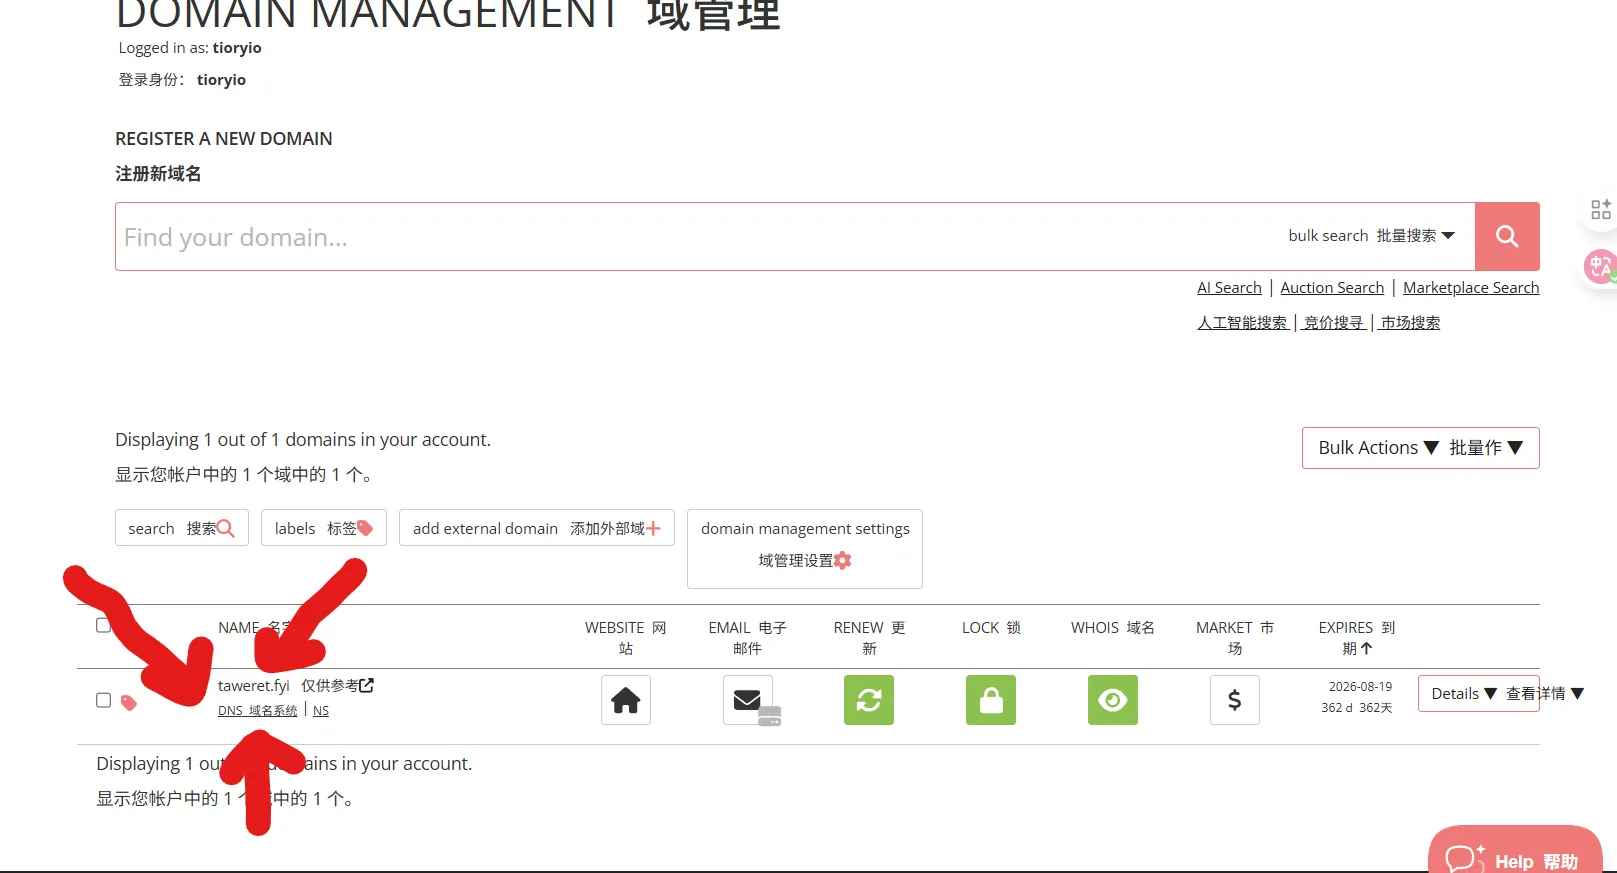 DOMAIN MANAGEMENT 域管理
Logged in as: tioryio
登录身份： tioryio
REGISTER A NEW DOMAIN
注册新域名
Find your domain...
bulk search 批量搜索
AI Search | Auction Search | Marketplace Search
人工智能搜索 | 竞价搜寻 | 市场搜索
Displaying 1 out of 1 domains in your account.
显示您帐户中的 1 个域中的 1 个。
Bulk Actions ▼ 批量作 ▼
search 搜索
labels 标签
add external domain 添加外部域
domain management settings
域管理设置
NAME 名字
WEBSITE 网站
EMAIL 电子邮件
RENEW 更新
LOCK 锁
WHOIS 域名
MARKET 市场
EXPIRES 到期
taweret.fyi 仅供参考
DNS 域名系统 | NS
$
2026-08-19
362 d 362天
Details ▼ 查看详情 ▼
Displaying 1 ains in your account.
显示您帐户中的 1 中的 1 个。
Help 帮助
中A